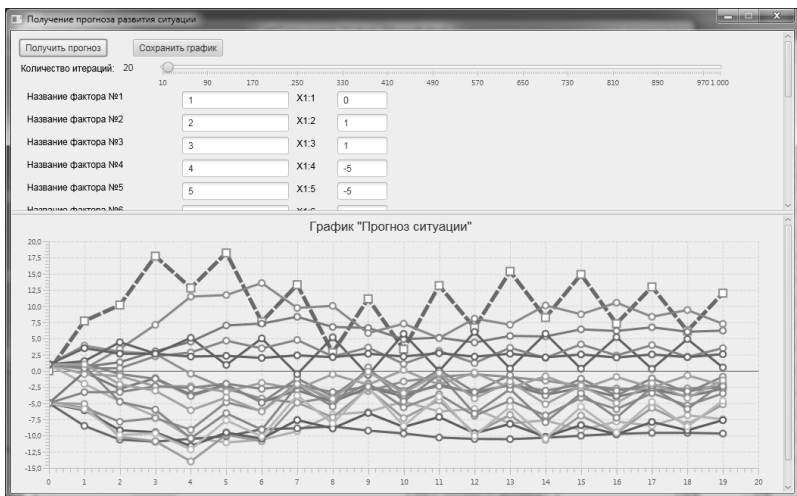 Получение прогноза развития ситуации
Получить прогноз Сохранить график
Количество итераций: 20
10 90 170 250 330 410 490 570 650 730 810 890 970 1 000
Название фактора №1 1 X1:1 0
Название фактора №2 2 X1:2 1
Название фактора №3 3 X1:3 1
Название фактора №4 4 X1:4 -5
Название фактора №5 5 X1:5 -5
Название фактора №6 X1:6
График "Прогноз ситуации"
20,0
17,5
15,0
12,5
10,0
7,5
5,0
2,5
0,0
-2,5
-5,0
-7,5
-10,0
-12,5
-15,0
0 1 2 3 4 5 6 7 8 9 10 11 12 13 14 15 16 17 18 19 20